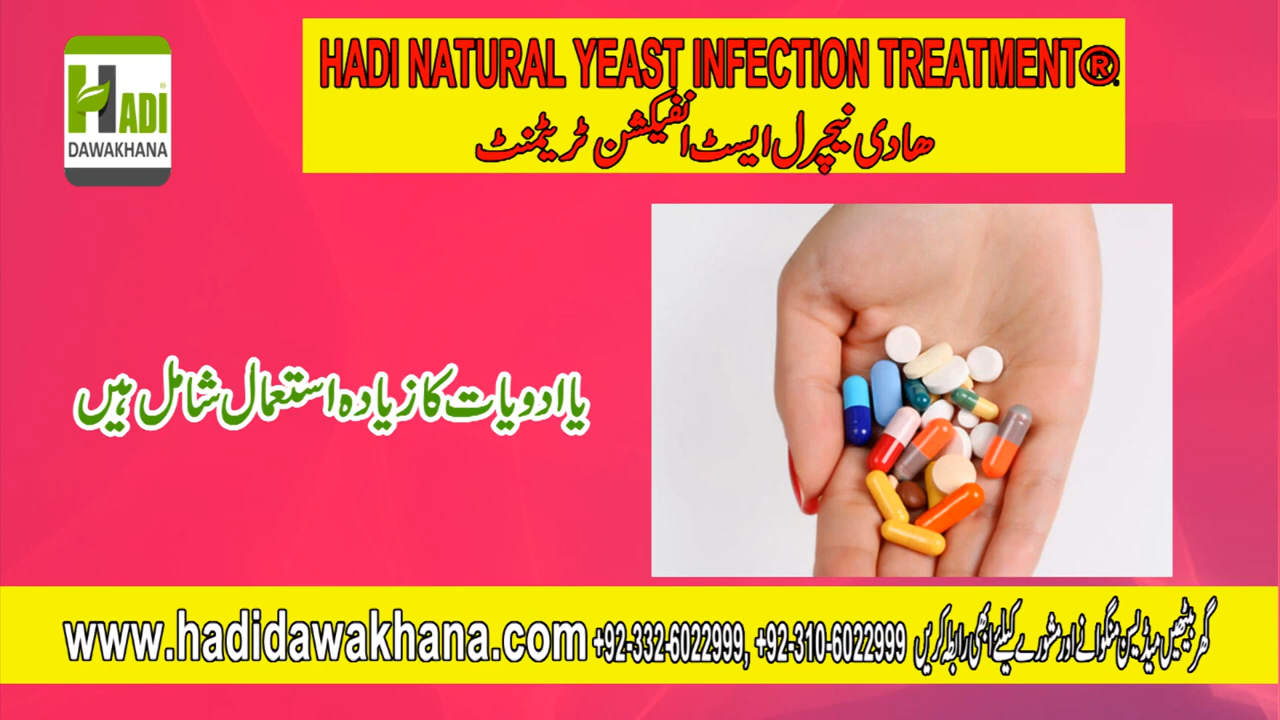 HADI
DAWAKHANA
HADI NATURAL YEAST INFECTION TREATMENT®
ھادی نیچرل ایسٹ انفیکشن ٹریٹمنٹ
یا ادویات کا زیادہ استعمال شامل ہیں
www.hadidawakhana.com +92-332-6022999, +92-310-6022999 گھر بیٹھیں میڈیسن منگوانے اور مشورے کیلئے ابھی رابطہ کریں